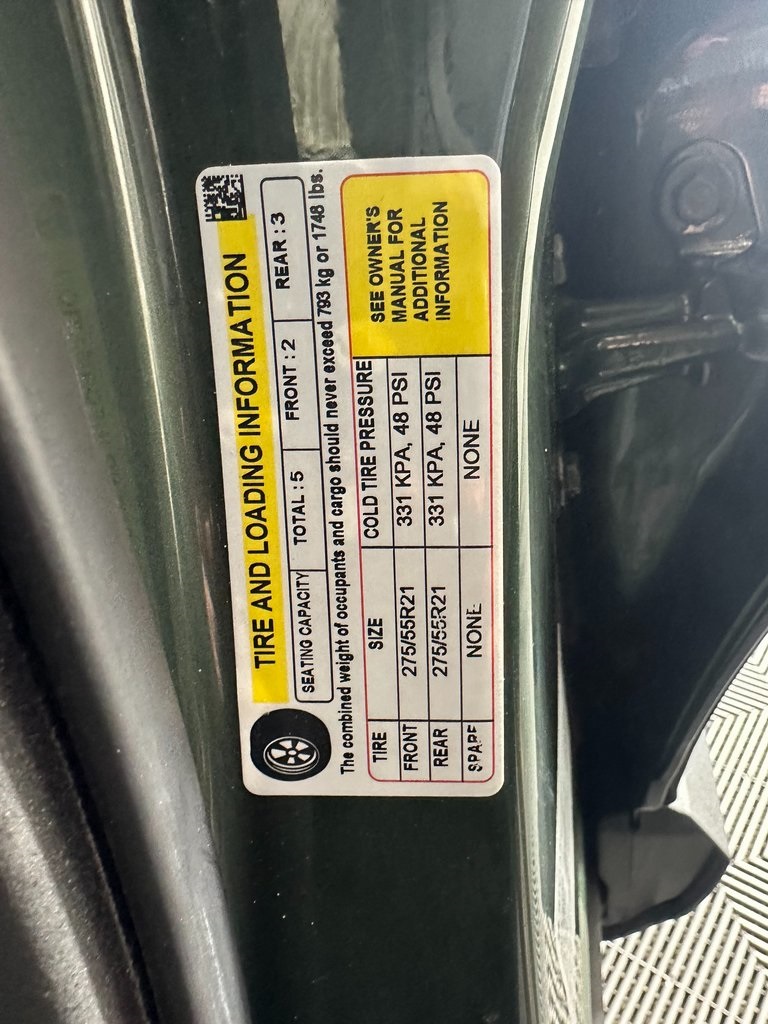 TIRE AND LOADING INFORMATION
SEATING CAPACITY TOTAL : 5 FRONT : 2 REAR : 3
The combined weight of occupants and cargo should never exceed 793 kg or 1748 lbs.
TIRE SIZE COLD TIRE PRESSURE
FRONT 275/55R21 331 KPA, 48 PSI
REAR 275/55R21 331 KPA, 48 PSI
SPARE NONE NONE
SEE OWNER'S
MANUAL FOR
ADDITIONAL
INFORMATION